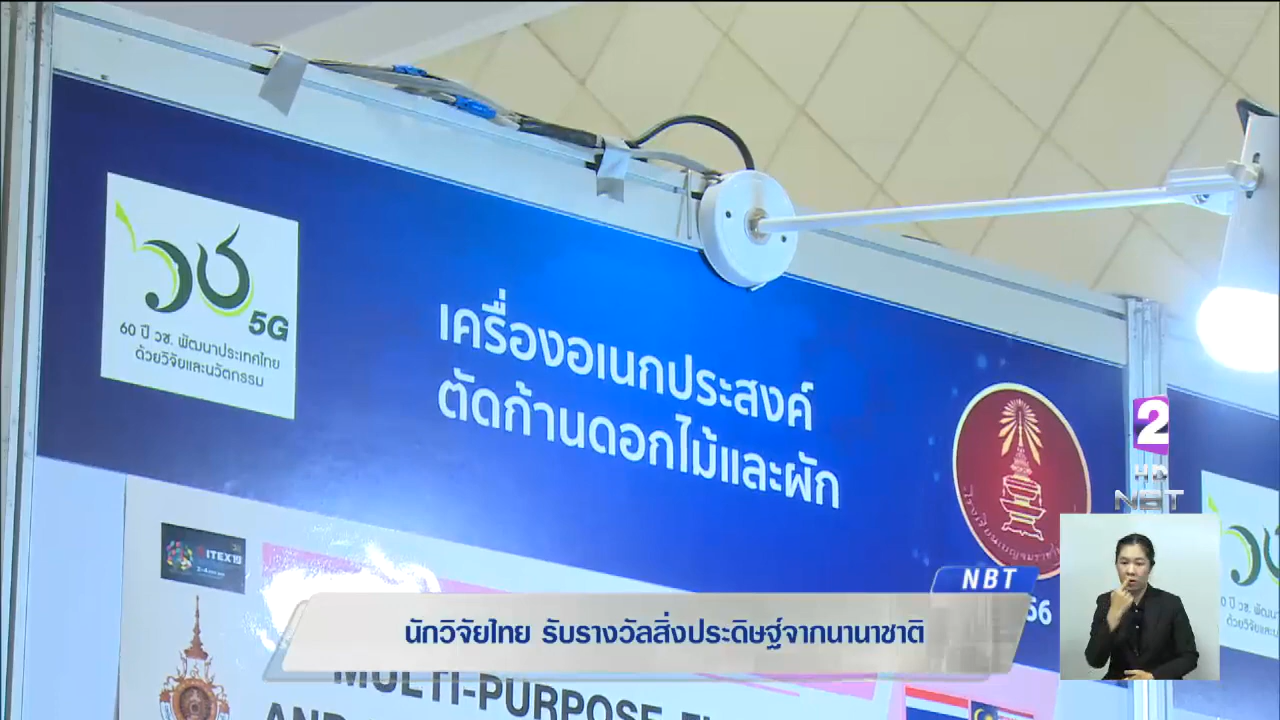 วช
5G
60 ปี วช. พัฒนาประเทศไทย
ด้วยวิจัยและนวัตกรรม
เครื่องอเนกประสงค์
ตัดก้านดอกไม้และผัก
2
HD
NBT
ITEX19
NBT
56
นักวิจัยไทย รับรางวัลสิ่งประดิษฐ์จากนานาชาติ
MULTI-PURPOSE
AND